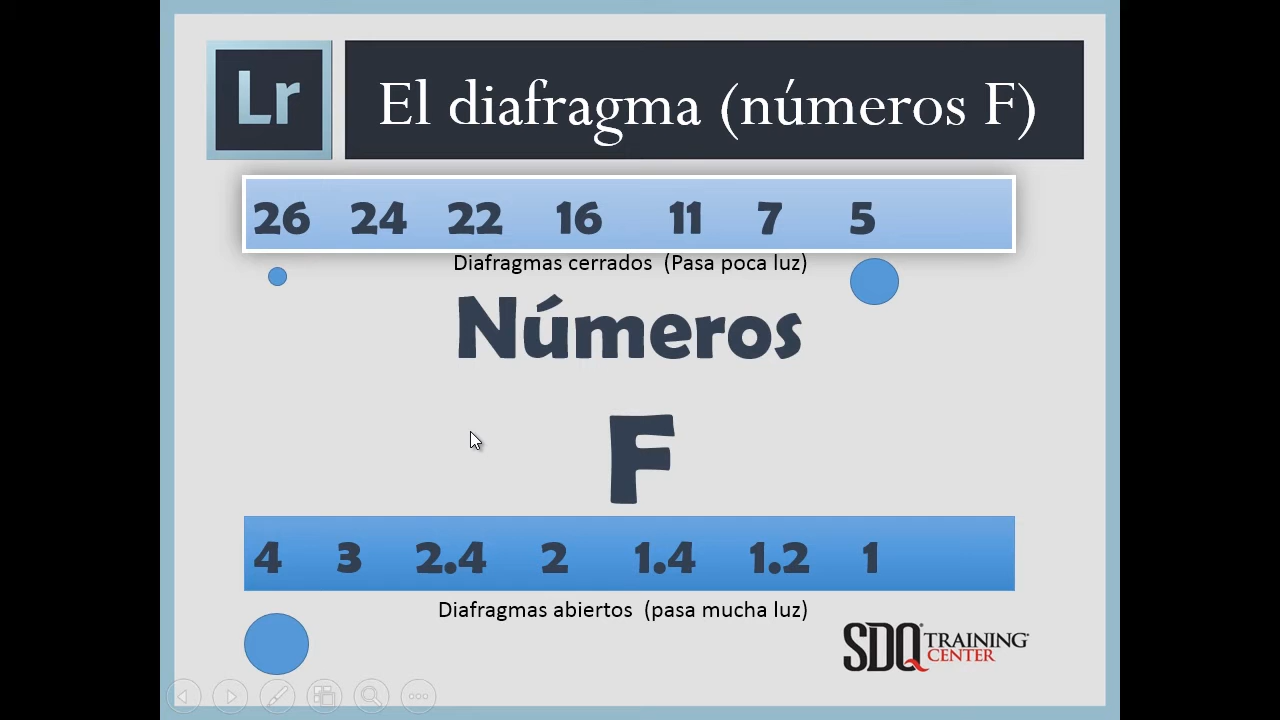 Lr
El diafragma (números F)
26 24 22 16 11 7 5
Diafragmas cerrados (Pasa poca luz)
Números
F
4 3 2.4 2 1.4 1.2 1
Diafragmas abiertos (pasa mucha luz)
SDQ TRAINING
CENTER